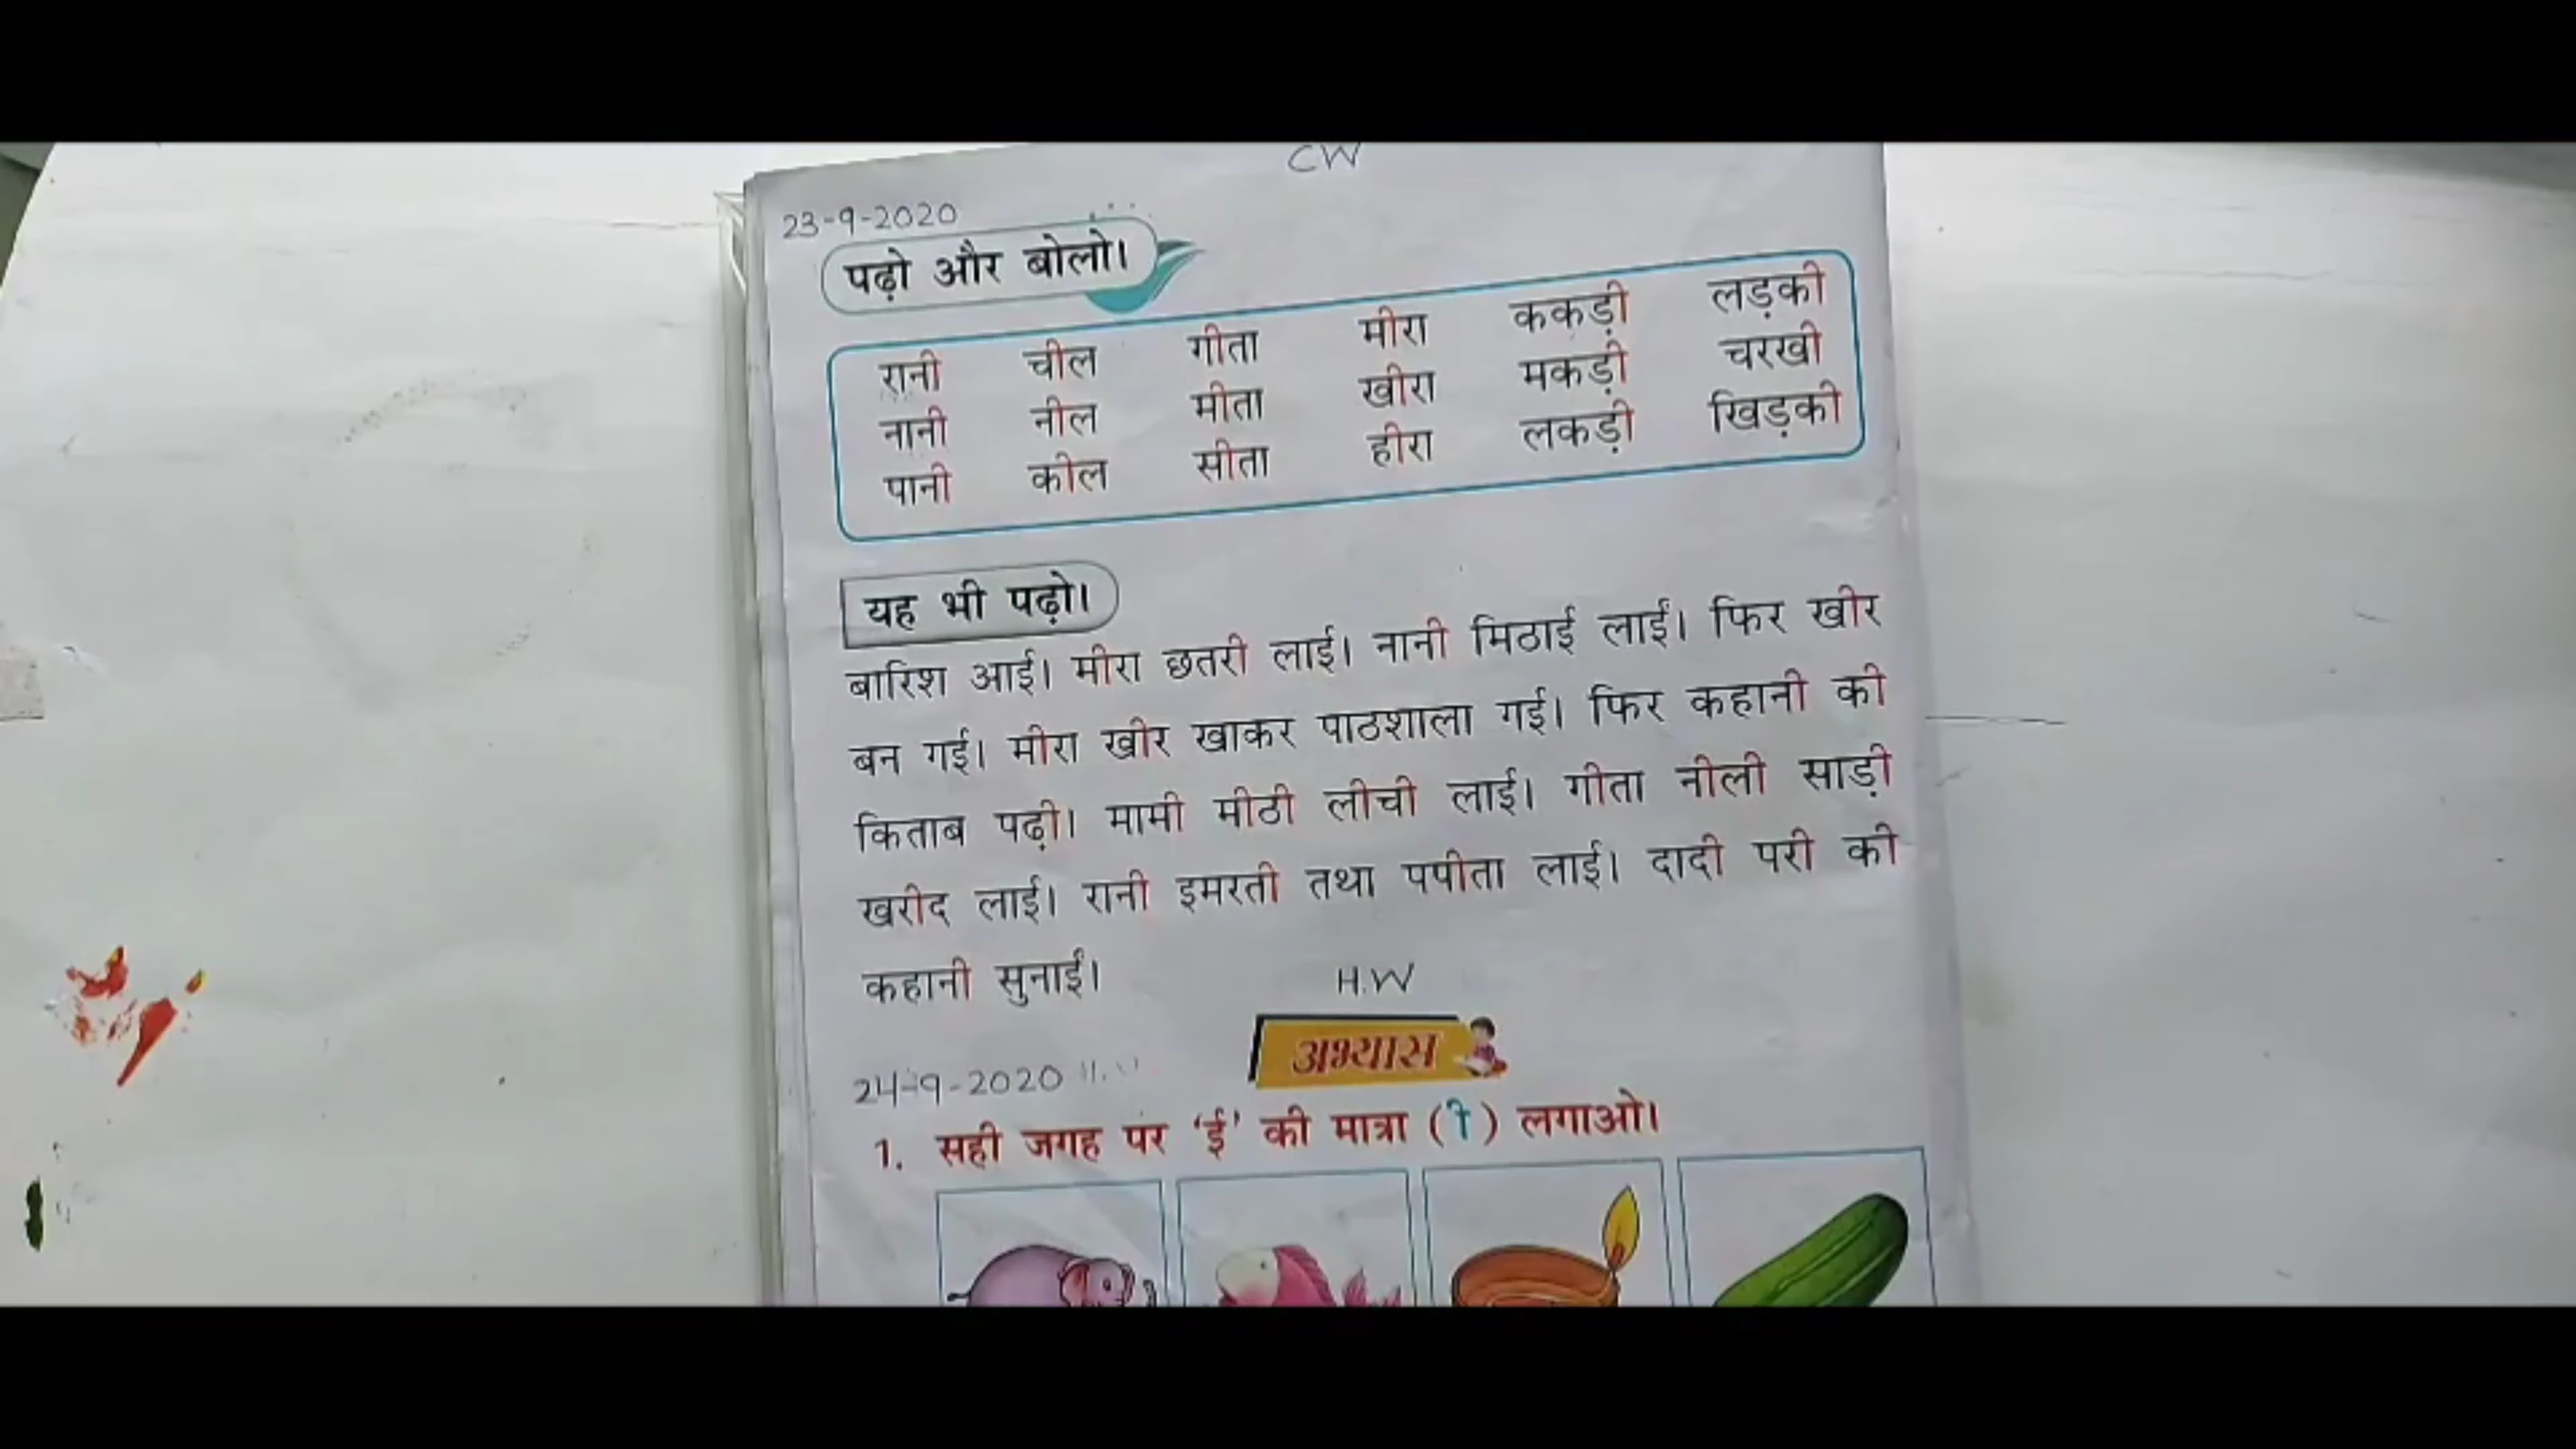 CW
23-9-2020
पढ़ो और बोलो।
रानी चील गीता मीरा ककड़ी लड़की
नानी नील मीता खीरा मकड़ी चरखी
पानी कील सीता हीरा लकड़ी खिड़की
यह भी पढ़ो।
बारिश आई। मीरा छतरी लाई। नानी मिठाई लाईं। फिर खीर
बन गई। मीरा खीर खाकर पाठशाला गई। फिर कहानी की
किताब पढ़ी। मामी मीठी लीची लाईं। गीता नीली साड़ी
खरीद लाई। रानी इमरती तथा पपीता लाई। दादी परी की
कहानी सुनाईं।
H.W
अभ्यास
24-9-2020
1. सही जगह पर ‘ई’ की मात्रा (ी) लगाओ।